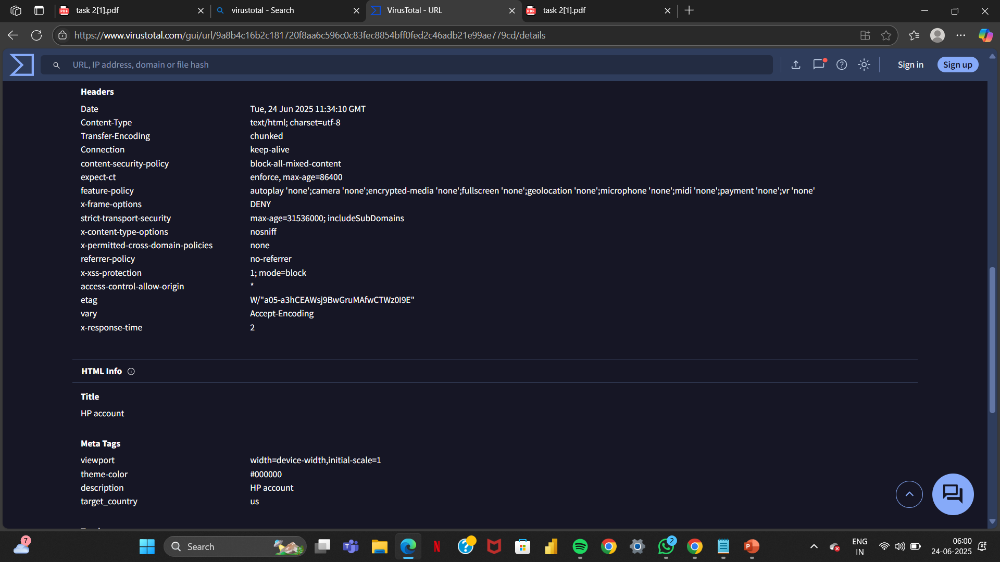 task 2[1].pdf
virustotal - Search
VirusTotal - URL
task 2[1].pdf
https://www.virustotal.com/gui/url/9a8b4c16b2c181720f8aa6c596c0c83fec8854bff0fed2c46adb21e99ae779cd/details
URL, IP address, domain or file hash
Sign in
Sign up
Headers
Date Tue, 24 Jun 2025 11:34:10 GMT
Content-Type text/html; charset=utf-8
Transfer-Encoding chunked
Connection keep-alive
content-security-policy block-all-mixed-content
expect-ct enforce, max-age=86400
feature-policy autoplay 'none';camera 'none';encrypted-media 'none';fullscreen 'none';geolocation 'none';microphone 'none';midi 'none';payment 'none';vr 'none'
x-frame-options DENY
strict-transport-security max-age=31536000; includeSubDomains
x-content-type-options nosniff
x-permitted-cross-domain-policies none
referrer-policy no-referrer
x-xss-protection 1; mode=block
access-control-allow-origin *
etag W/"a05-a3hCEAWsj9BwGruMAfwCTWz0I9E"
vary Accept-Encoding
x-response-time 2
HTML Info
Title
HP account
Meta Tags
viewport width=device-width,initial-scale=1
theme-color #000000
description HP account
target_country us
7
Search
2
ENG
IN
06:00
24-06-2025